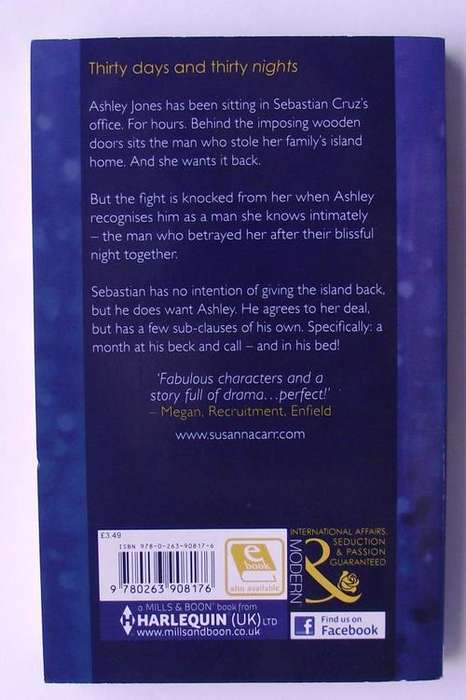 Thirty days and thirty nights
Ashley Jones has been sitting in Sebastian Cruz's
office. For hours. Behind the imposing wooden
doors sits the man who stole her family's island
home. And she wants it back.
But the fight is knocked from her when Ashley
recognises him as a man she knows intimately
– the man who betrayed her after their blissful
night together.
Sebastian has no intention of giving the island back,
but he does want Ashley. He agrees to her deal,
but has a few sub-clauses of his own. Specifically: a
month at his beck and call – and in his bed!
'Fabulous characters and a
story full of drama…perfect!'
– Megan, Recruitment, Enfield
www.susannacarr.com
£3.49
ISBN 978-0-263-90817-6
9 780263 908176
e
book
also available
a MILLS & BOON® book from
HARLEQUIN (UK) LTD
www.millsandboon.co.uk
INTERNATIONAL AFFAIRS,
SEDUCTION
& PASSION
GUARANTEED
MODERN
Find us on
Facebook